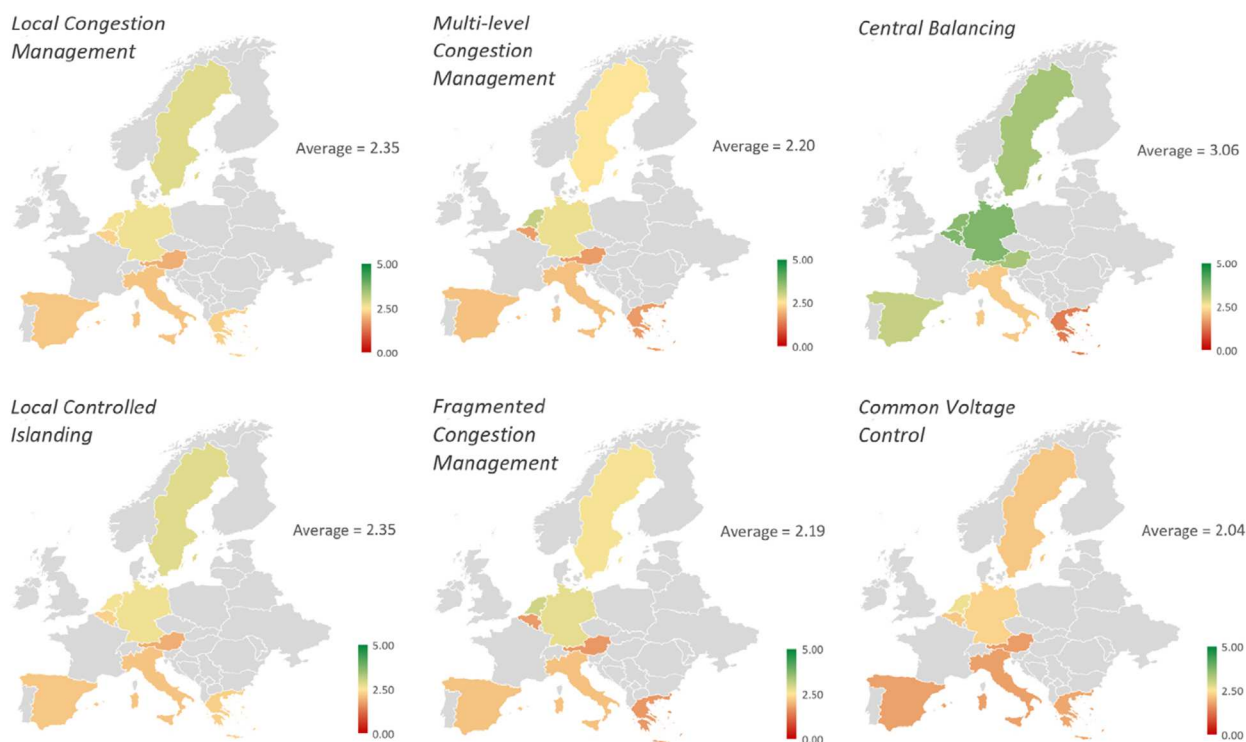 Local Congestion
Management
Average = 2.35
5.00
2.50
0.00
Multi-level
Congestion
Management
Average = 2.20
5.00
2.50
0.00
Central Balancing
Average = 3.06
5.00
2.50
0.00
Local Controlled
Islanding
Average = 2.35
5.00
2.50
0.00
Fragmented
Congestion
Management
Average = 2.19
5.00
2.50
0.00
Common Voltage
Control
Average = 2.04
5.00
2.50
0.00